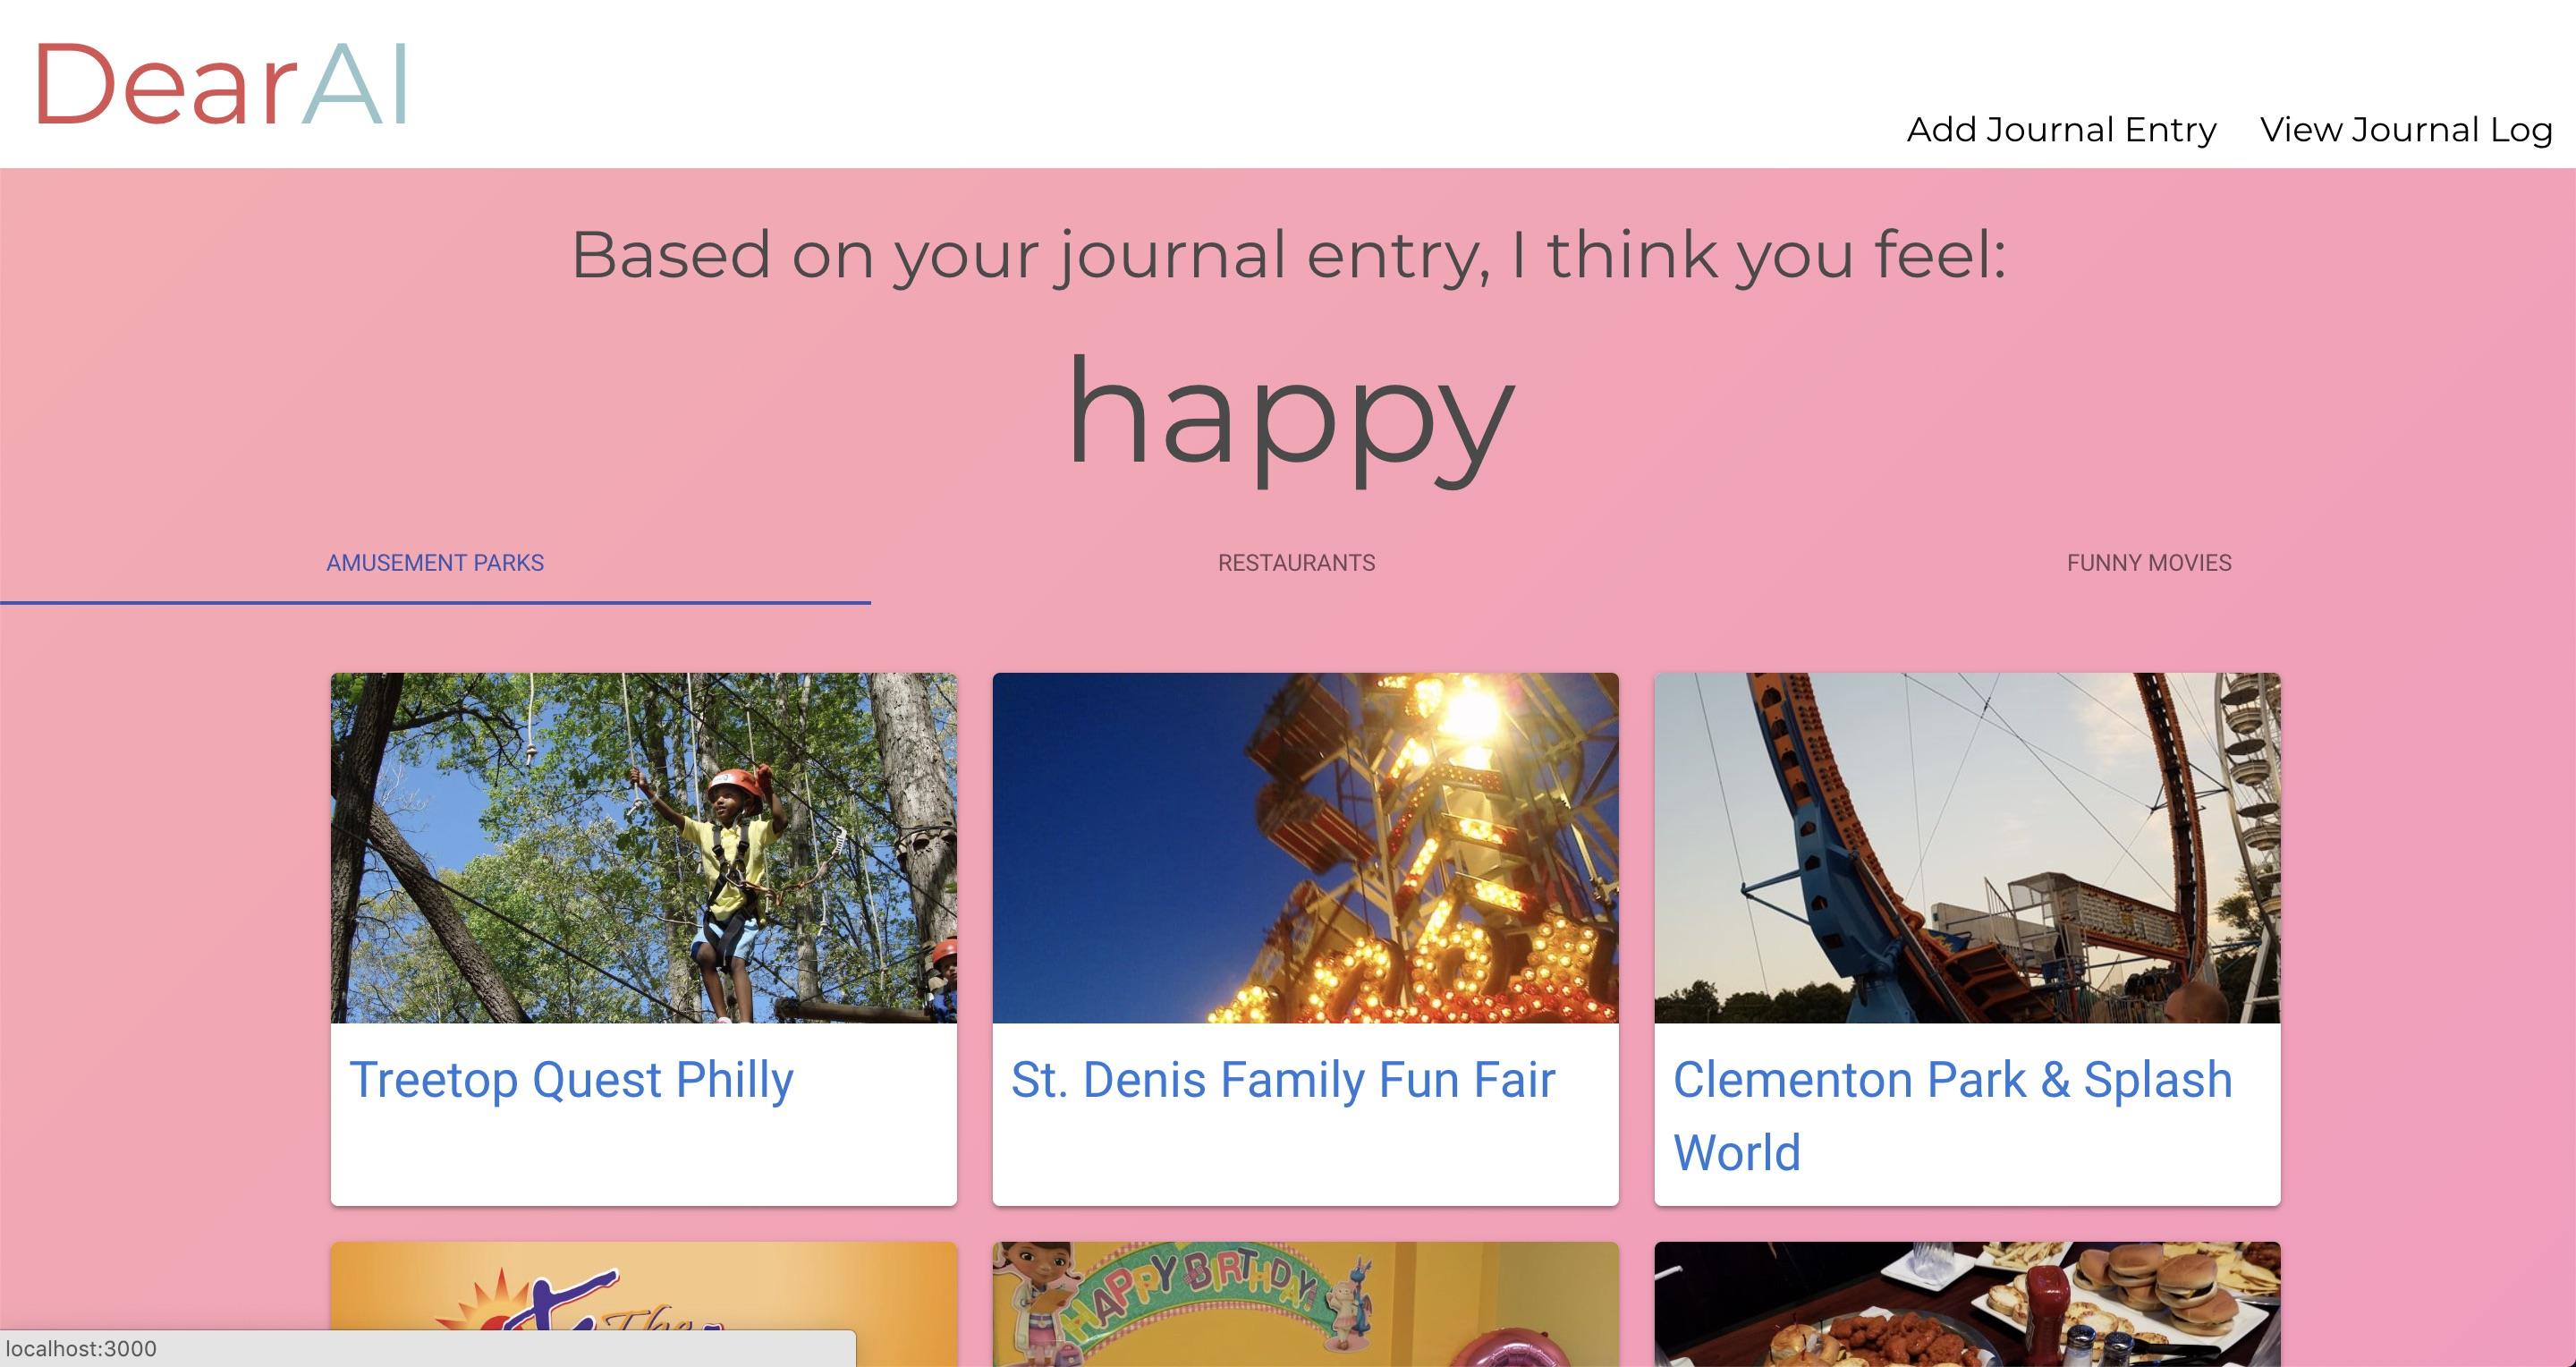 DearAI
Add Journal Entry View Journal Log
Based on your journal entry, I think you feel:
happy
AMUSEMENT PARKS RESTAURANTS FUNNY MOVIES
Treetop Quest Philly
St. Denis Family Fun Fair
Clementon Park & Splash
World
The
HAPPY BIRTHDAY!
localhost:3000